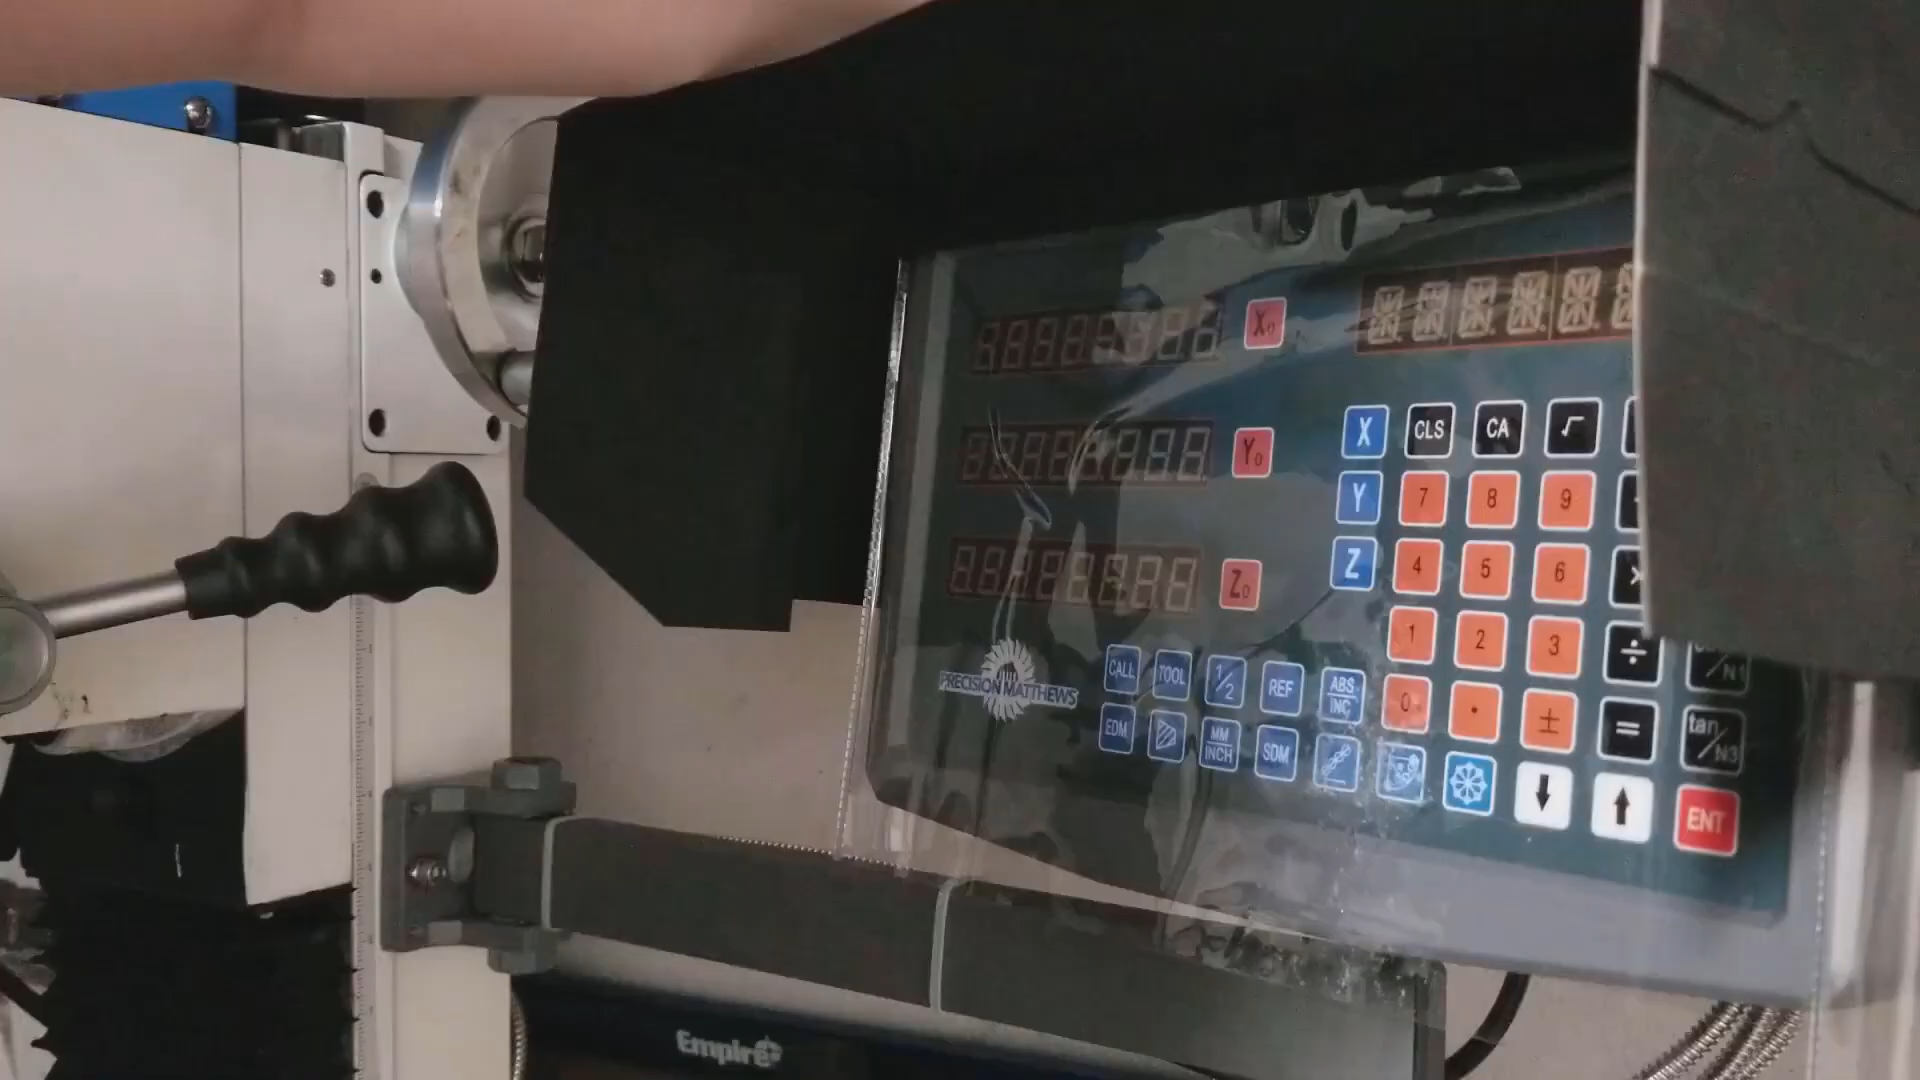 X₀
Y₀
Z₀
X CLS CA √
Y 7 8 9
Z 4 5 6
1 2 3 ÷ /N1
0 . ± = tan/N3
CALL TOOL 1/2 REF ABS/INC
EDM MM/INCH SDM
↓ ↑ ENT
PRECISION MATTHEWS
Empire